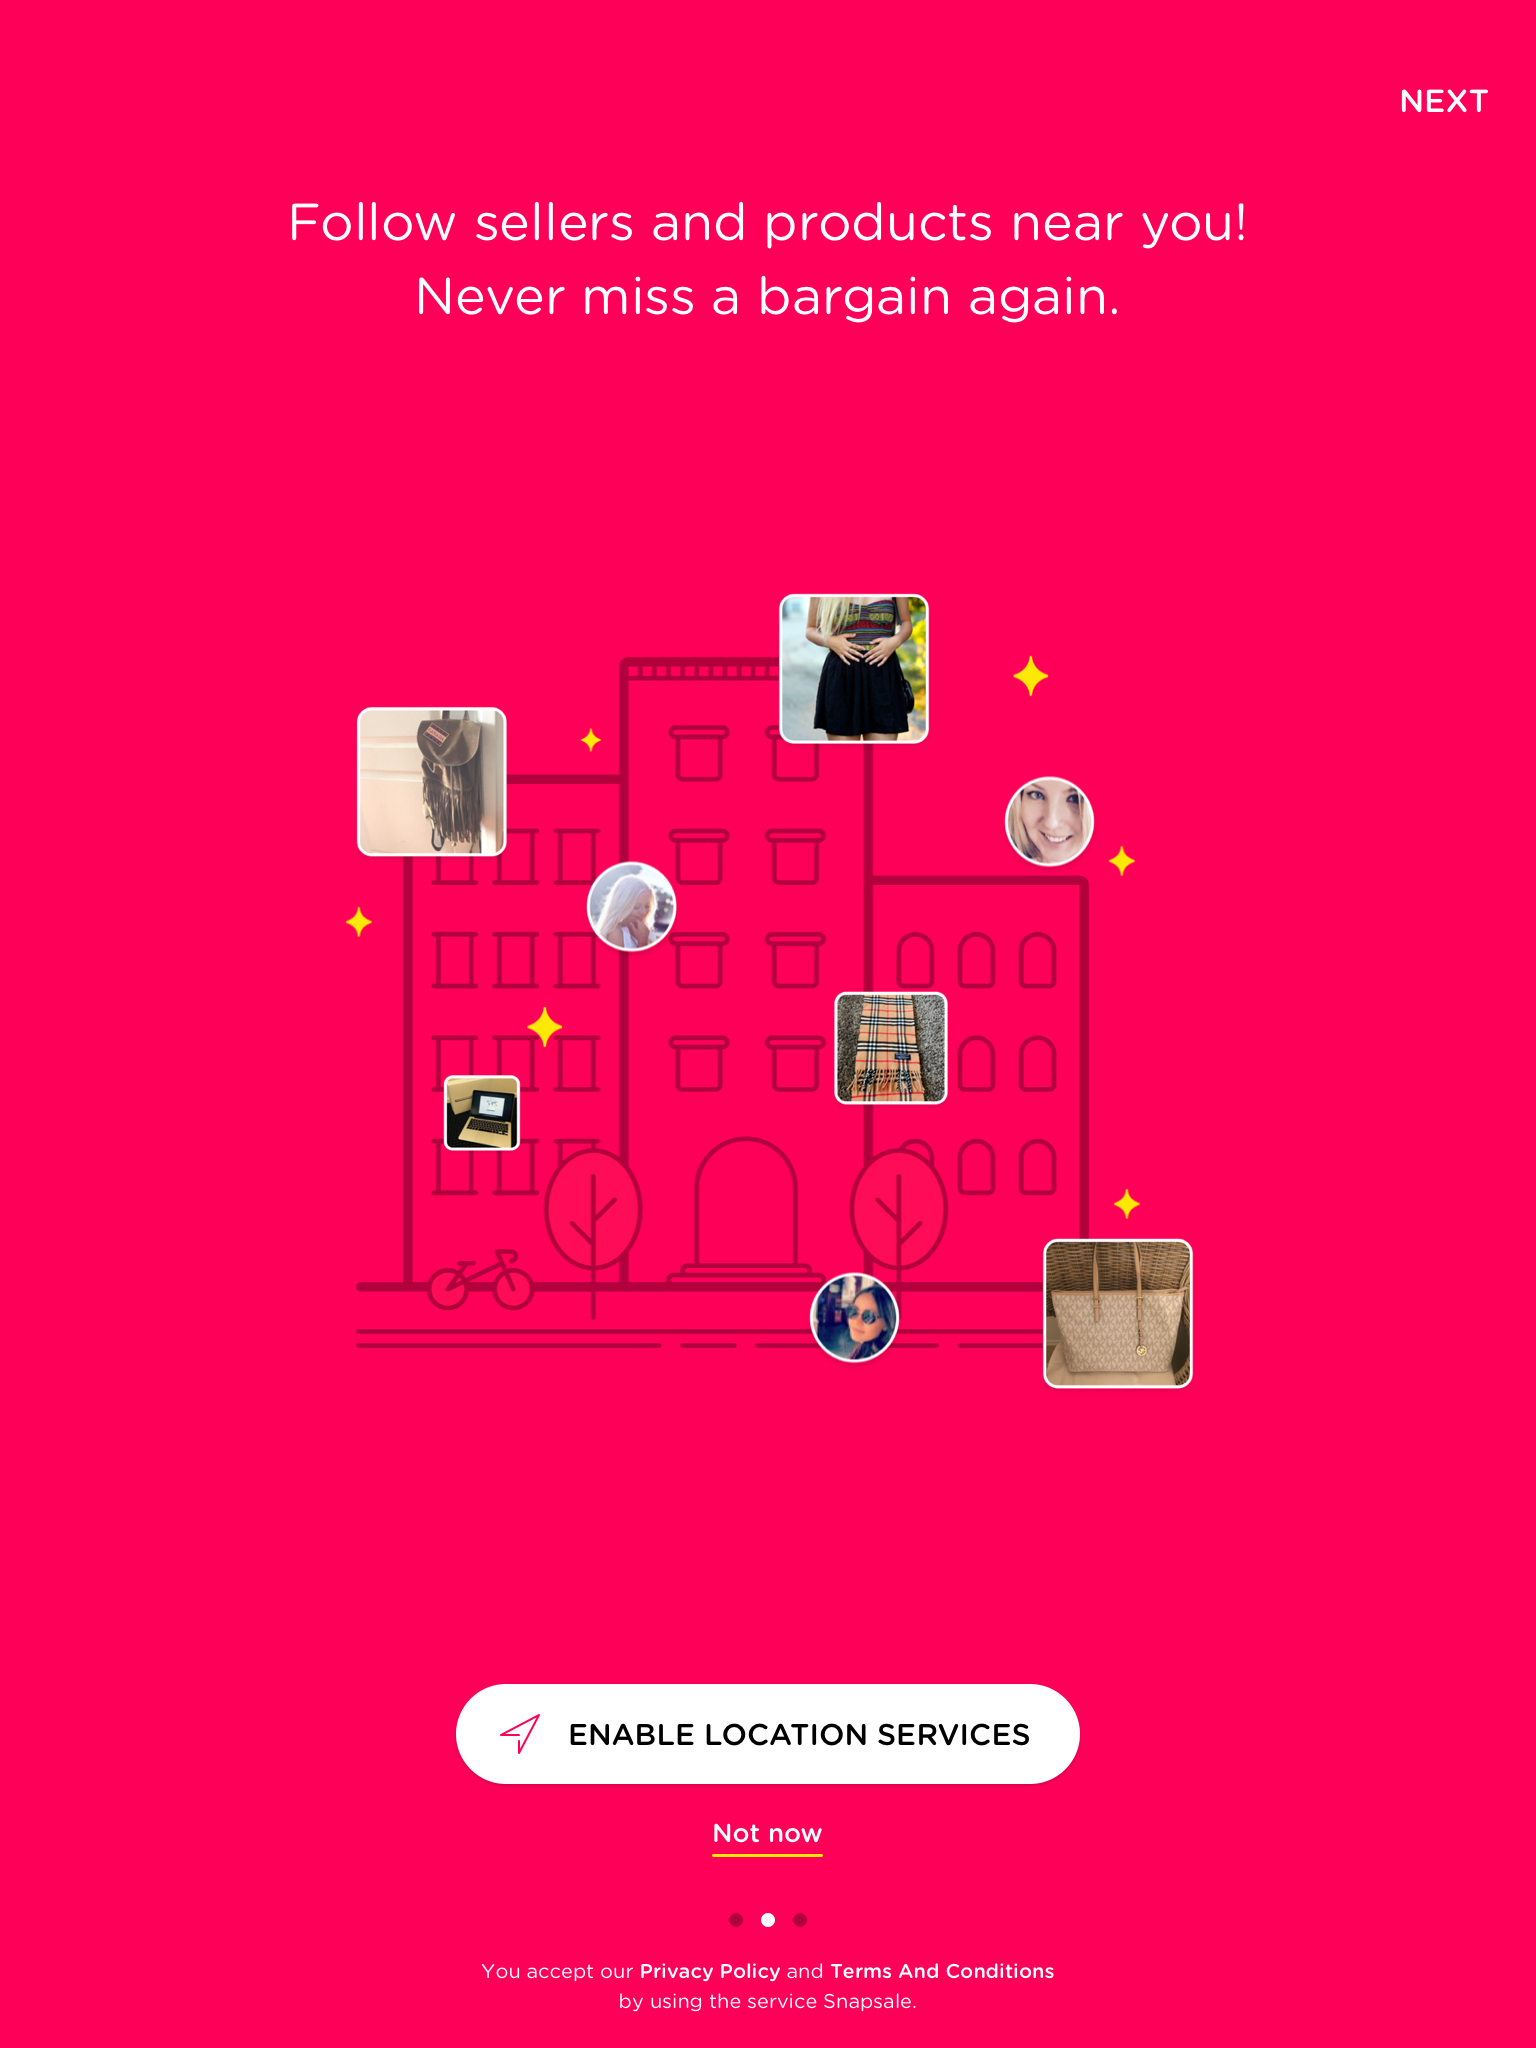 NEXT
Follow sellers and products near you!
Never miss a bargain again.
ENABLE LOCATION SERVICES
Not now
You accept our Privacy Policy and Terms And Conditions
by using the service Snapsale.